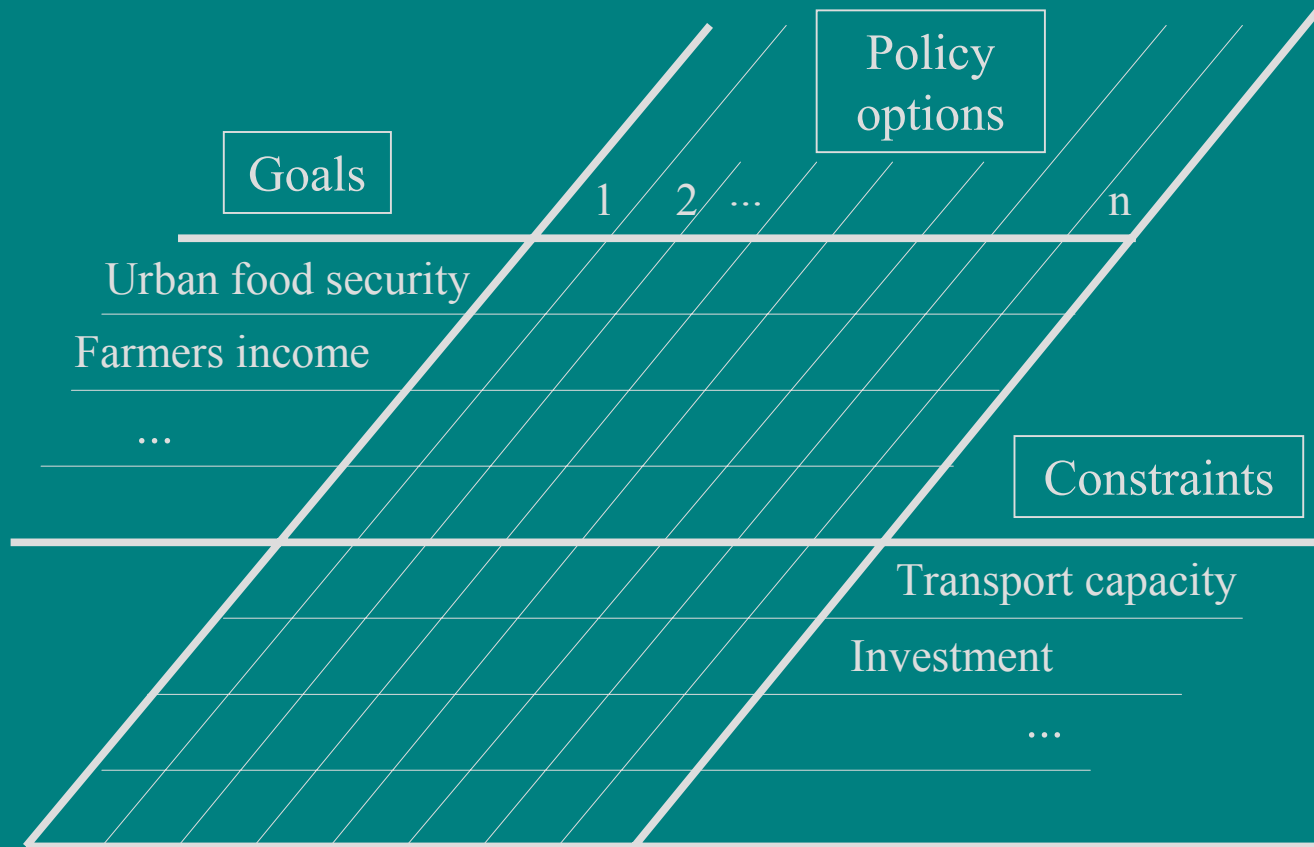 Policy
options
Goals
1 2 ... n
Urban food security
Farmers income
...
Constraints
Transport capacity
Investment
...